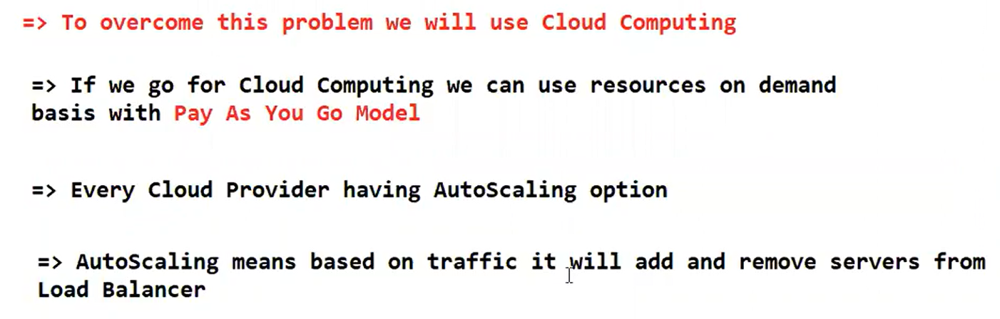 => To overcome this problem we will use Cloud Computing
=> If we go for Cloud Computing we can use resources on demand
basis with Pay As You Go Model
=> Every Cloud Provider having AutoScaling option
=> AutoScaling means based on traffic it will add and remove servers from
Load Balancer